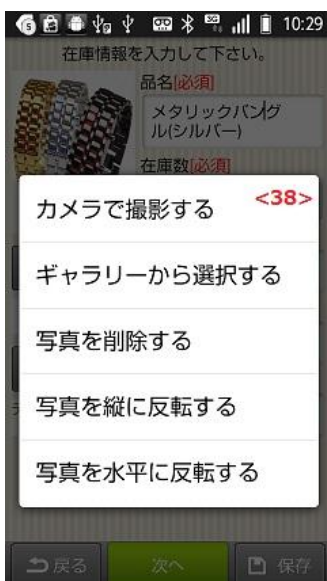 10:29
在庫情報を入力して下さい。
品名[必須]
メタリックバング
ル(シルバー)
在庫数[必須]
カメラで撮影する <38>
ギャラリーから選択する
写真を削除する
写真を縦に反転する
写真を水平に反転する
戻る 次へ 保存